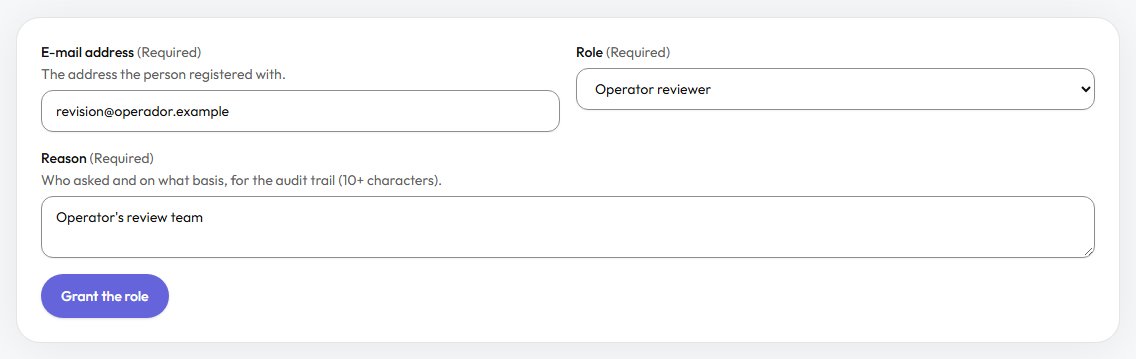 E-mail address (Required)
The address the person registered with.
revision@operador.example
Role (Required)
Operator reviewer
Reason (Required)
Who asked and on what basis, for the audit trail (10+ characters).
Operator's review team
Grant the role